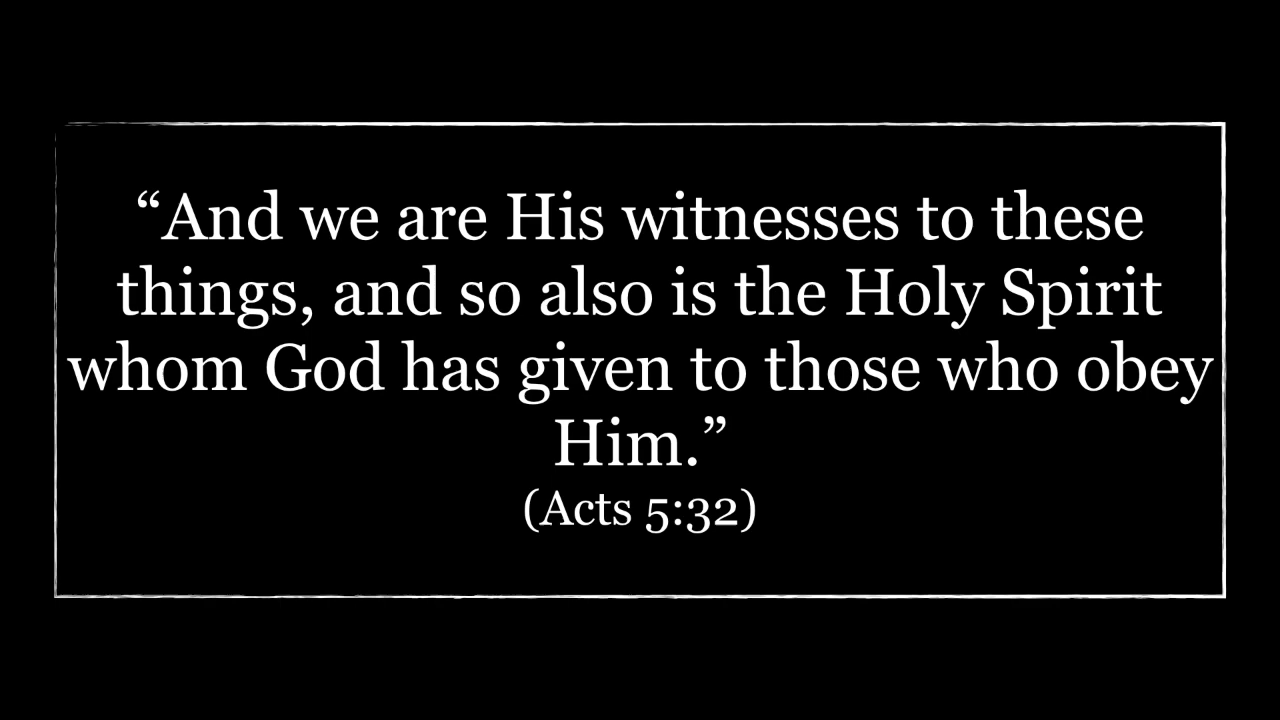 “And we are His witnesses to these
things, and so also is the Holy Spirit
whom God has given to those who obey
Him.”
(Acts 5:32)